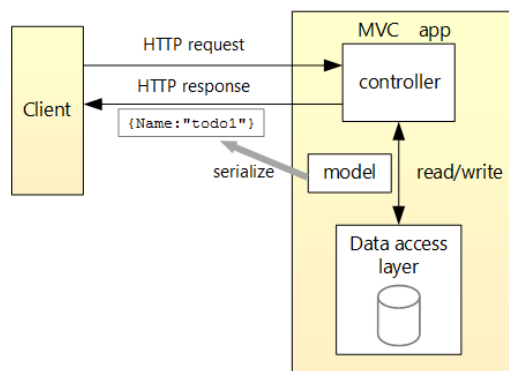 MVC app
HTTP request
controller
HTTP response
Client
{Name:"todo1"}
serialize
model
read/write
Data access
layer